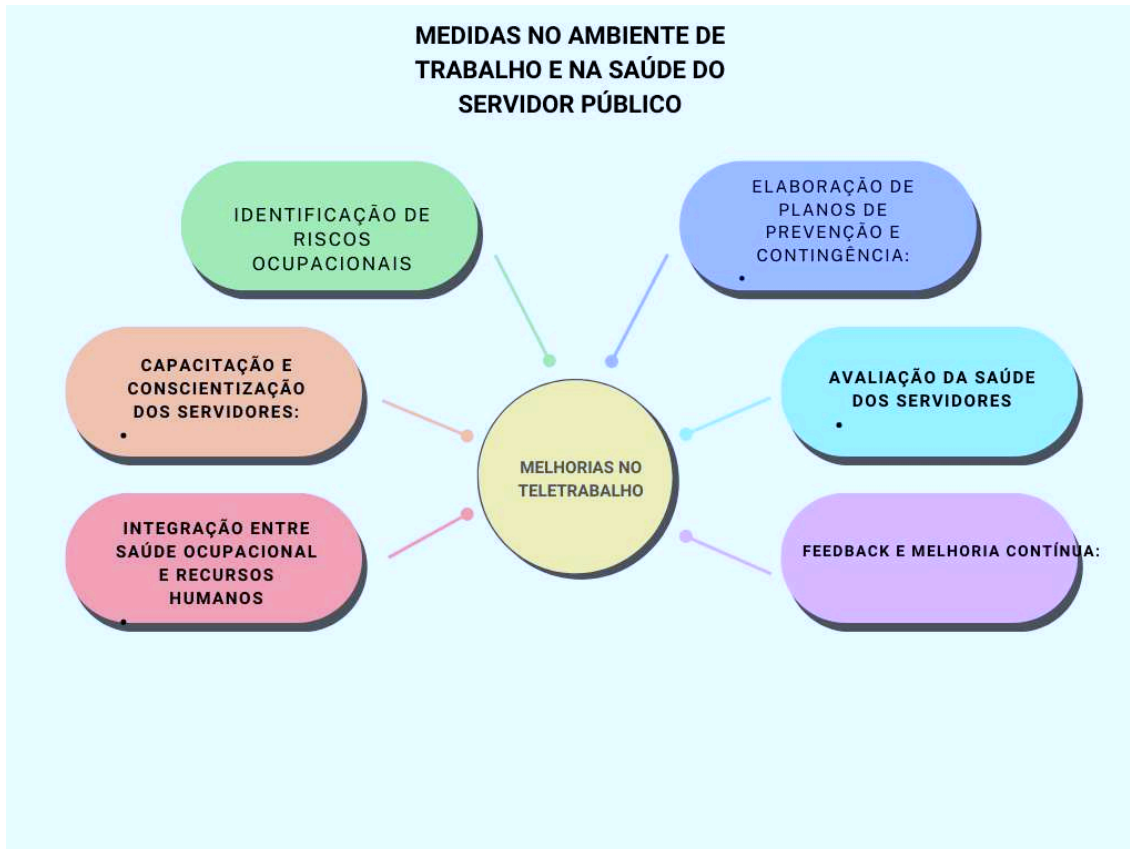 MEDIDAS NO AMBIENTE DE
TRABALHO E NA SAÚDE DO
SERVIDOR PÚBLICO
IDENTIFICAÇÃO DE
RISCOS
OCUPACIONAIS
ELABORAÇÃO DE
PLANOS DE
PREVENÇÃO E
CONTINGÊNCIA:
•
CAPACITAÇÃO E
CONSCIENTIZAÇÃO
DOS SERVIDORES:
•
AVALIAÇÃO DA SAÚDE
DOS SERVIDORES
•
MELHORIAS NO
TELETRABALHO
INTEGRAÇÃO ENTRE
SAÚDE OCUPACIONAL
E RECURSOS
HUMANOS
•
FEEDBACK E MELHORIA CONTÍNUA: